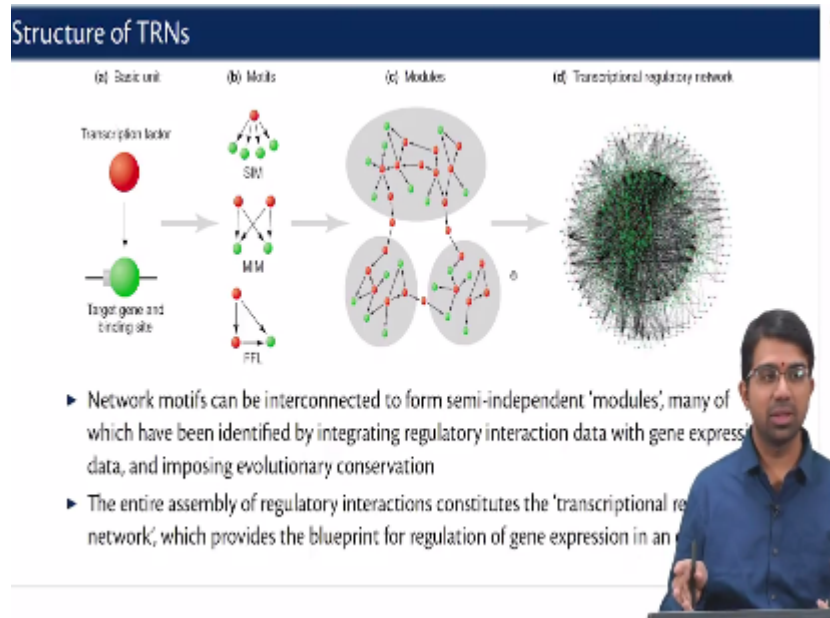 Structure of TRNs
(a) Basic unit
(b) Motifs
(c) Modules
(d) Transcriptional regulatory network
Transcription factor
SIM
MIM
Target gene and
binding site
FFL
Network motifs can be interconnected to form semi-independent 'modules', many of
which have been identified by integrating regulatory interaction data with gene expressi
data, and imposing evolutionary conservation
The entire assembly of regulatory interactions constitutes the 'transcriptional re
network', which provides the blueprint for regulation of gene expression in an